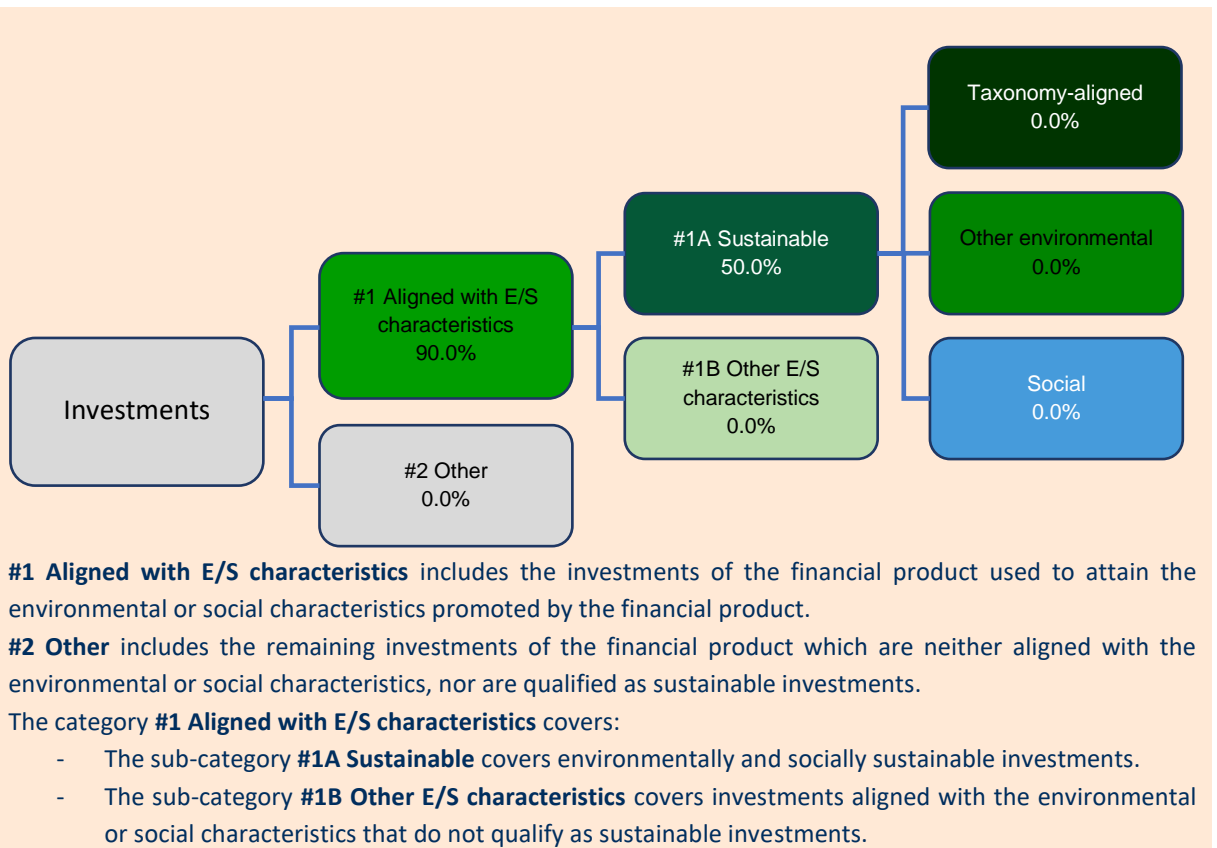 Investments
#1 Aligned with E/S
characteristics
90.0%
#2 Other
0.0%
#1A Sustainable
50.0%
#1B Other E/S
characteristics
0.0%
Taxonomy-aligned
0.0%
Other environmental
0.0%
Social
0.0%
#1 Aligned with E/S characteristics includes the investments of the financial product used to attain the
environmental or social characteristics promoted by the financial product.
#2 Other includes the remaining investments of the financial product which are neither aligned with the
environmental or social characteristics, nor are qualified as sustainable investments.
The category #1 Aligned with E/S characteristics covers:
- The sub-category #1A Sustainable covers environmentally and socially sustainable investments.
- The sub-category #1B Other E/S characteristics covers investments aligned with the environmental
or social characteristics that do not qualify as sustainable investments.